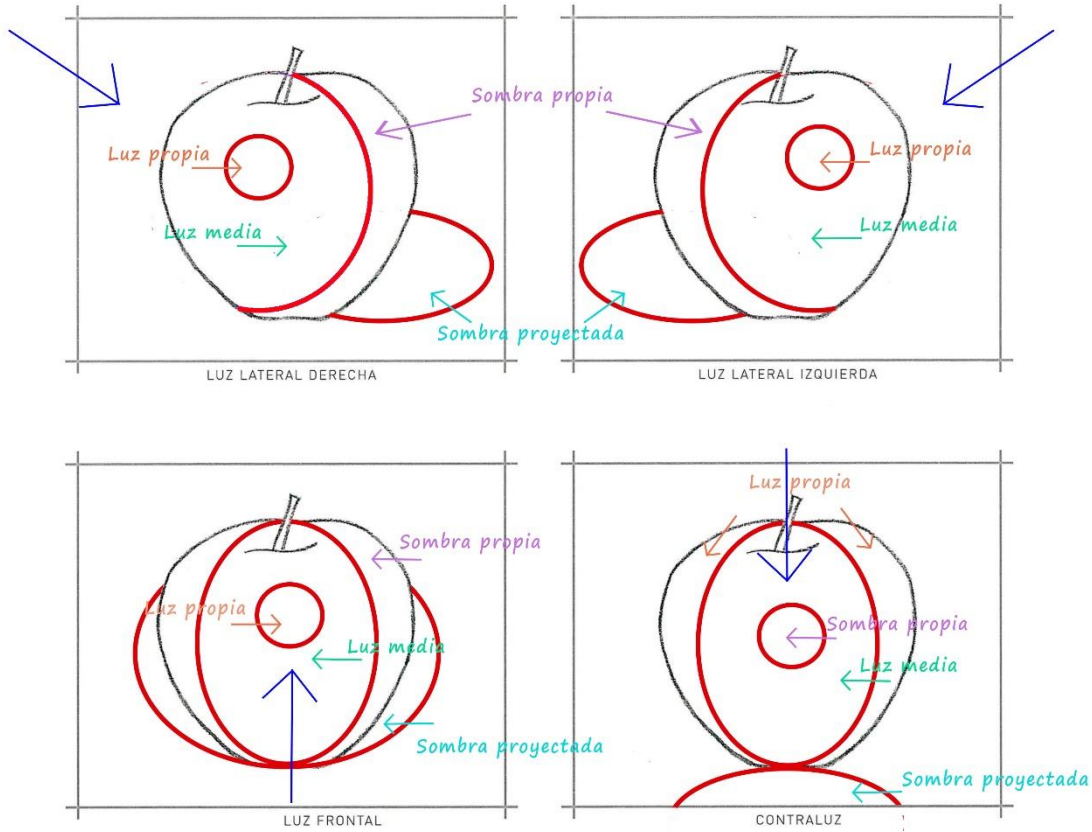 Sombra propia
Luz propia
Luz propia
Luz media
Luz media
Sombra proyectada
LUZ LATERAL DERECHA
LUZ LATERAL IZQUIERDA
Luz propia
Sombra propia
Luz propia
Sombra propia
Luz media
Luz media
Sombra proyectada
Sombra proyectada
LUZ FRONTAL
CONTRALUZ